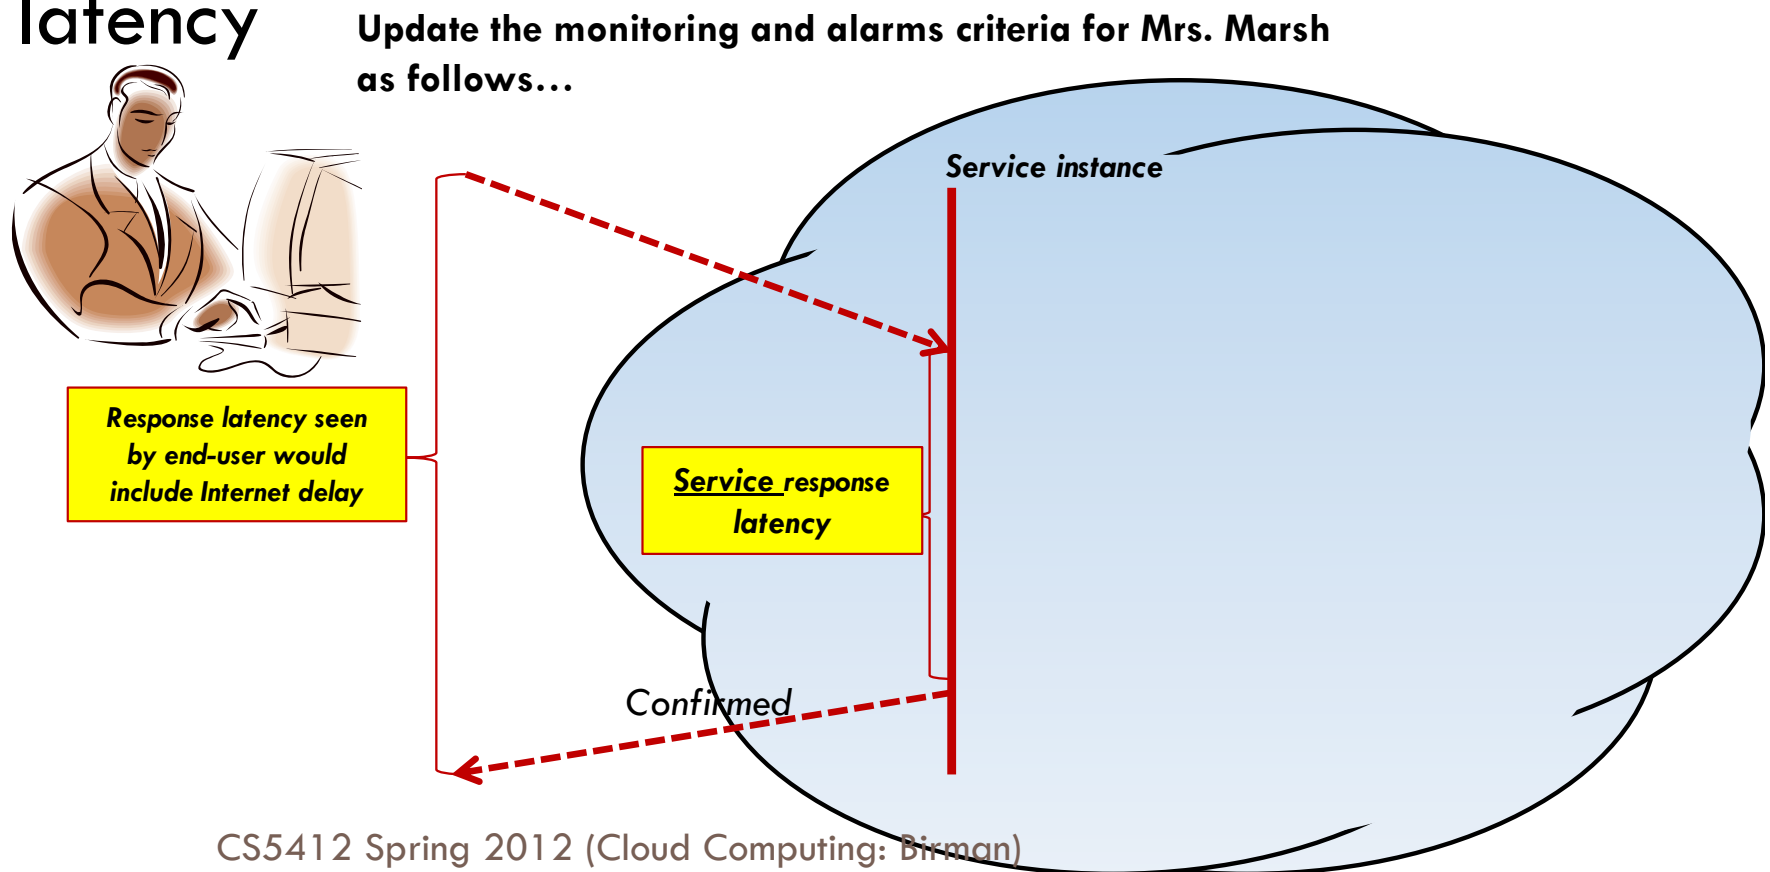 latency
Update the monitoring and alarms criteria for Mrs. Marsh
as follows…
Service instance
Response latency seen
by end-user would
include Internet delay
Service response
latency
Confirmed
CS5412 Spring 2012 (Cloud Computing: Birman)